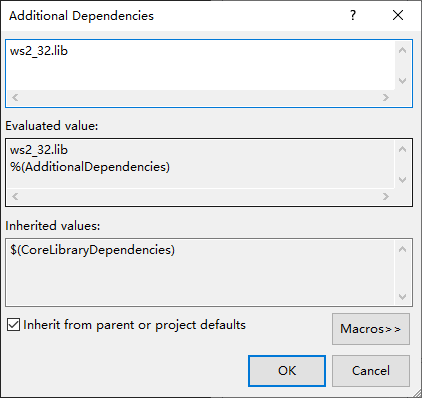 Additional Dependencies
?
ws2_32.lib
Evaluated value:
ws2_32.lib
%(AdditionalDependencies)
Inherited values:
$(CoreLibraryDependencies)
Inherit from parent or project defaults
Macros>>
OK
Cancel